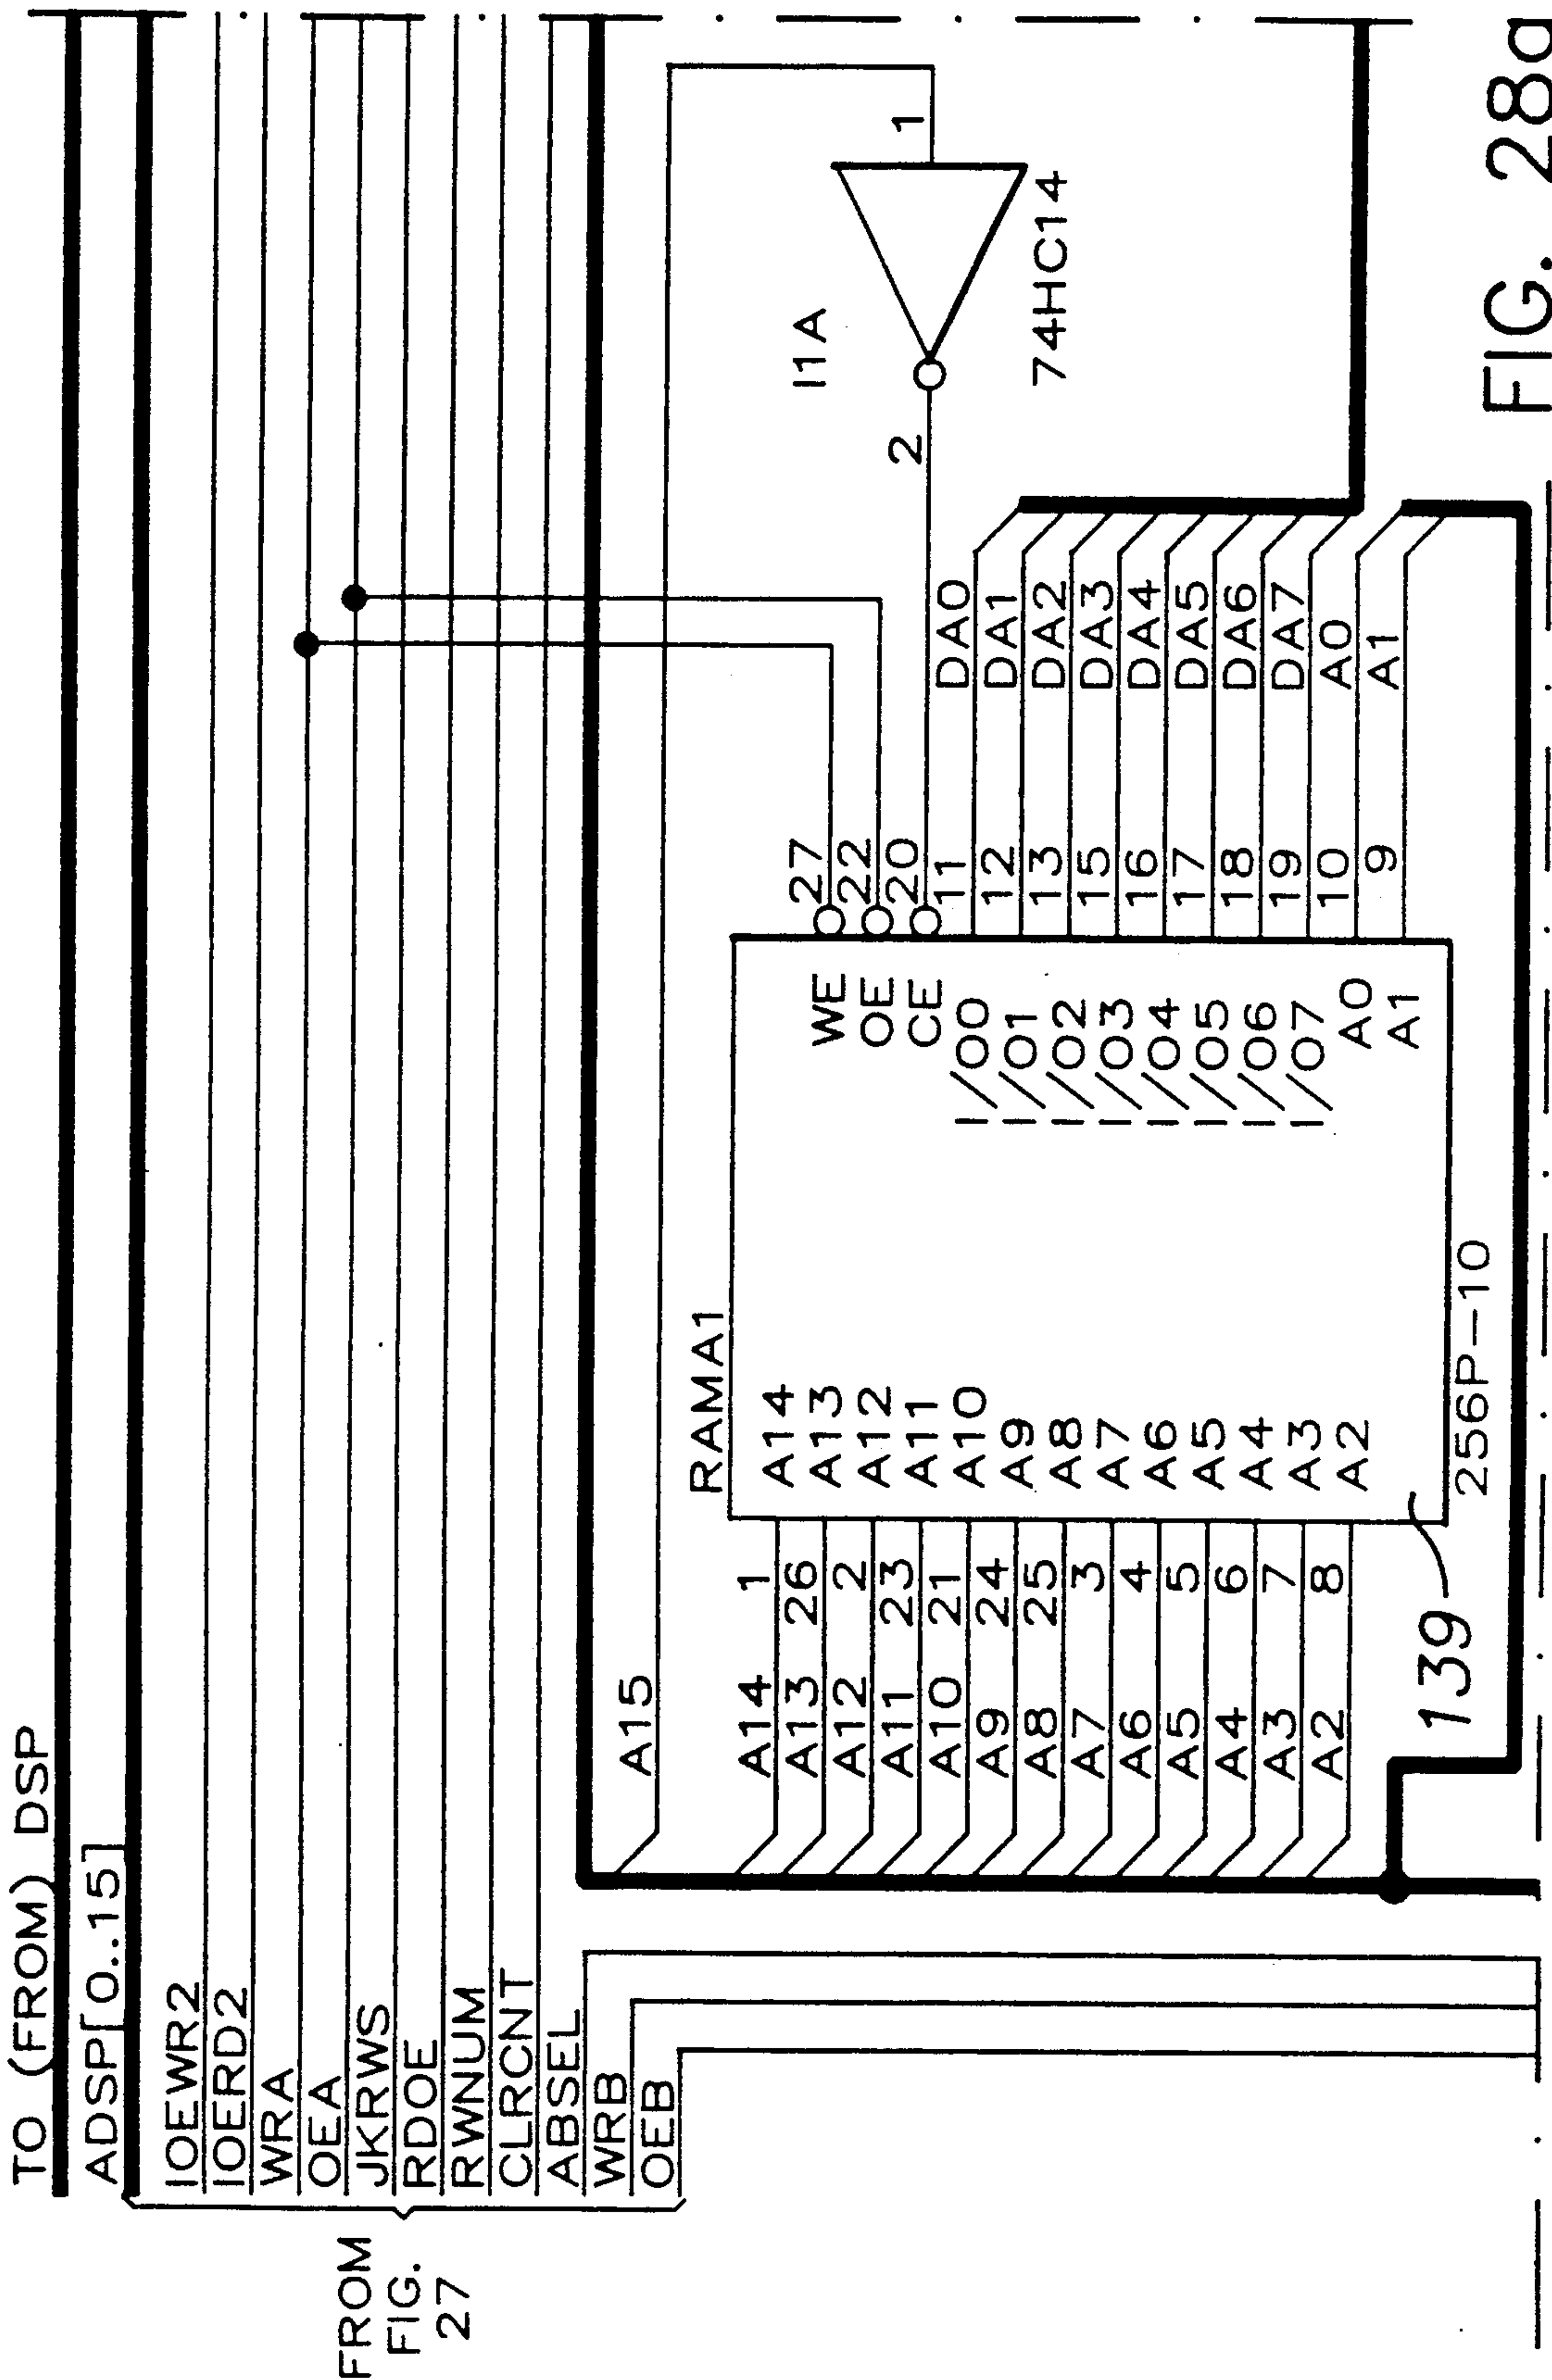 TO (FROM) DSP
ADSP[0..15]
IOEWR2
IOERD2
WRA
OEA
JKRWS
RDOE
RWNUM
CLRCNT
ABSEL
WRB
OEB
FROM
FIG.
27
A15
I1A
1
2
74HC14
RAMA1
A14 1 A14
A13 26 A13
A12 2 A12
A11 23 A11
A10 21 A10
A9 24 A9
A8 25 A8
A7 3 A7
A6 4 A6
A5 5 A5
A4 6 A4
A3 7 A3
A2 8 A2
WE 27
OE 22
CE 20
I/O0 11 DA0
I/O1 12 DA1
I/O2 13 DA2
I/O3 15 DA3
I/O4 16 DA4
I/O5 17 DA5
I/O6 18 DA6
I/O7 19 DA7
A0 10 A0
A1 9 A1
139
256P-10
FIG. 28a